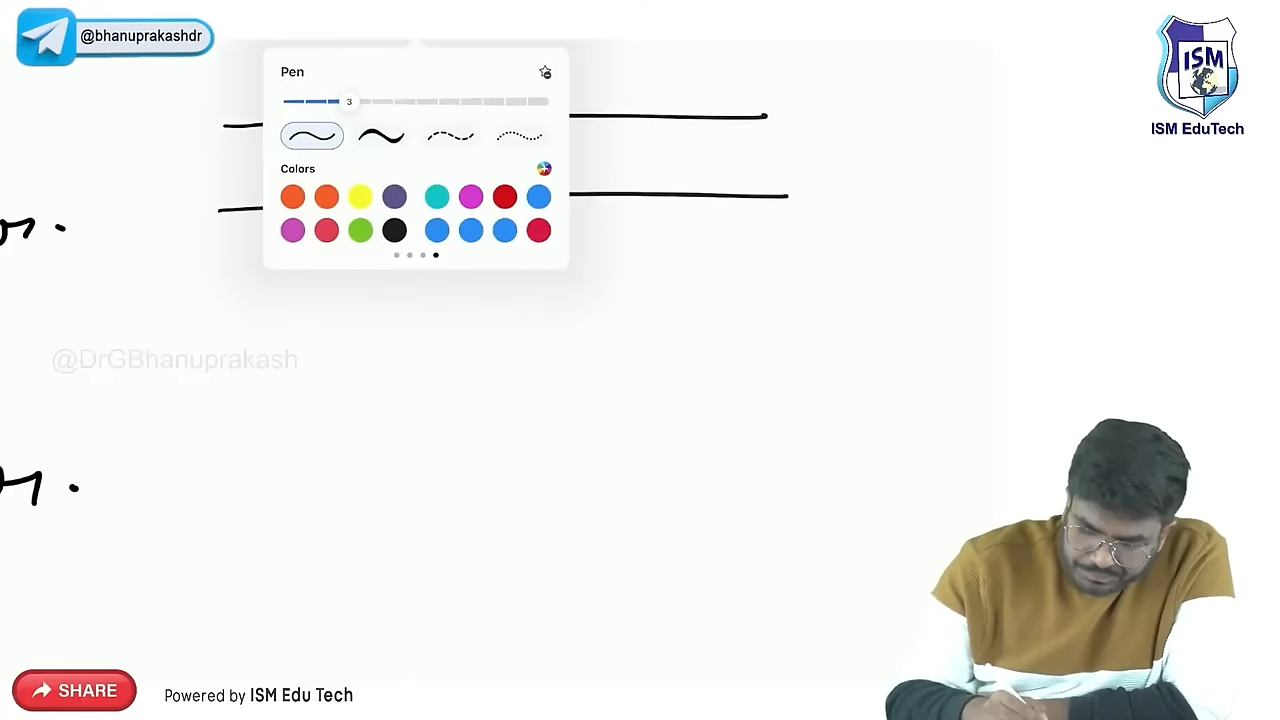 @bhanuprakashdr
Pen
3
Colors
ISM
ISM EduTech
@DrGBhanuprakash
SHARE
Powered by ISM Edu Tech